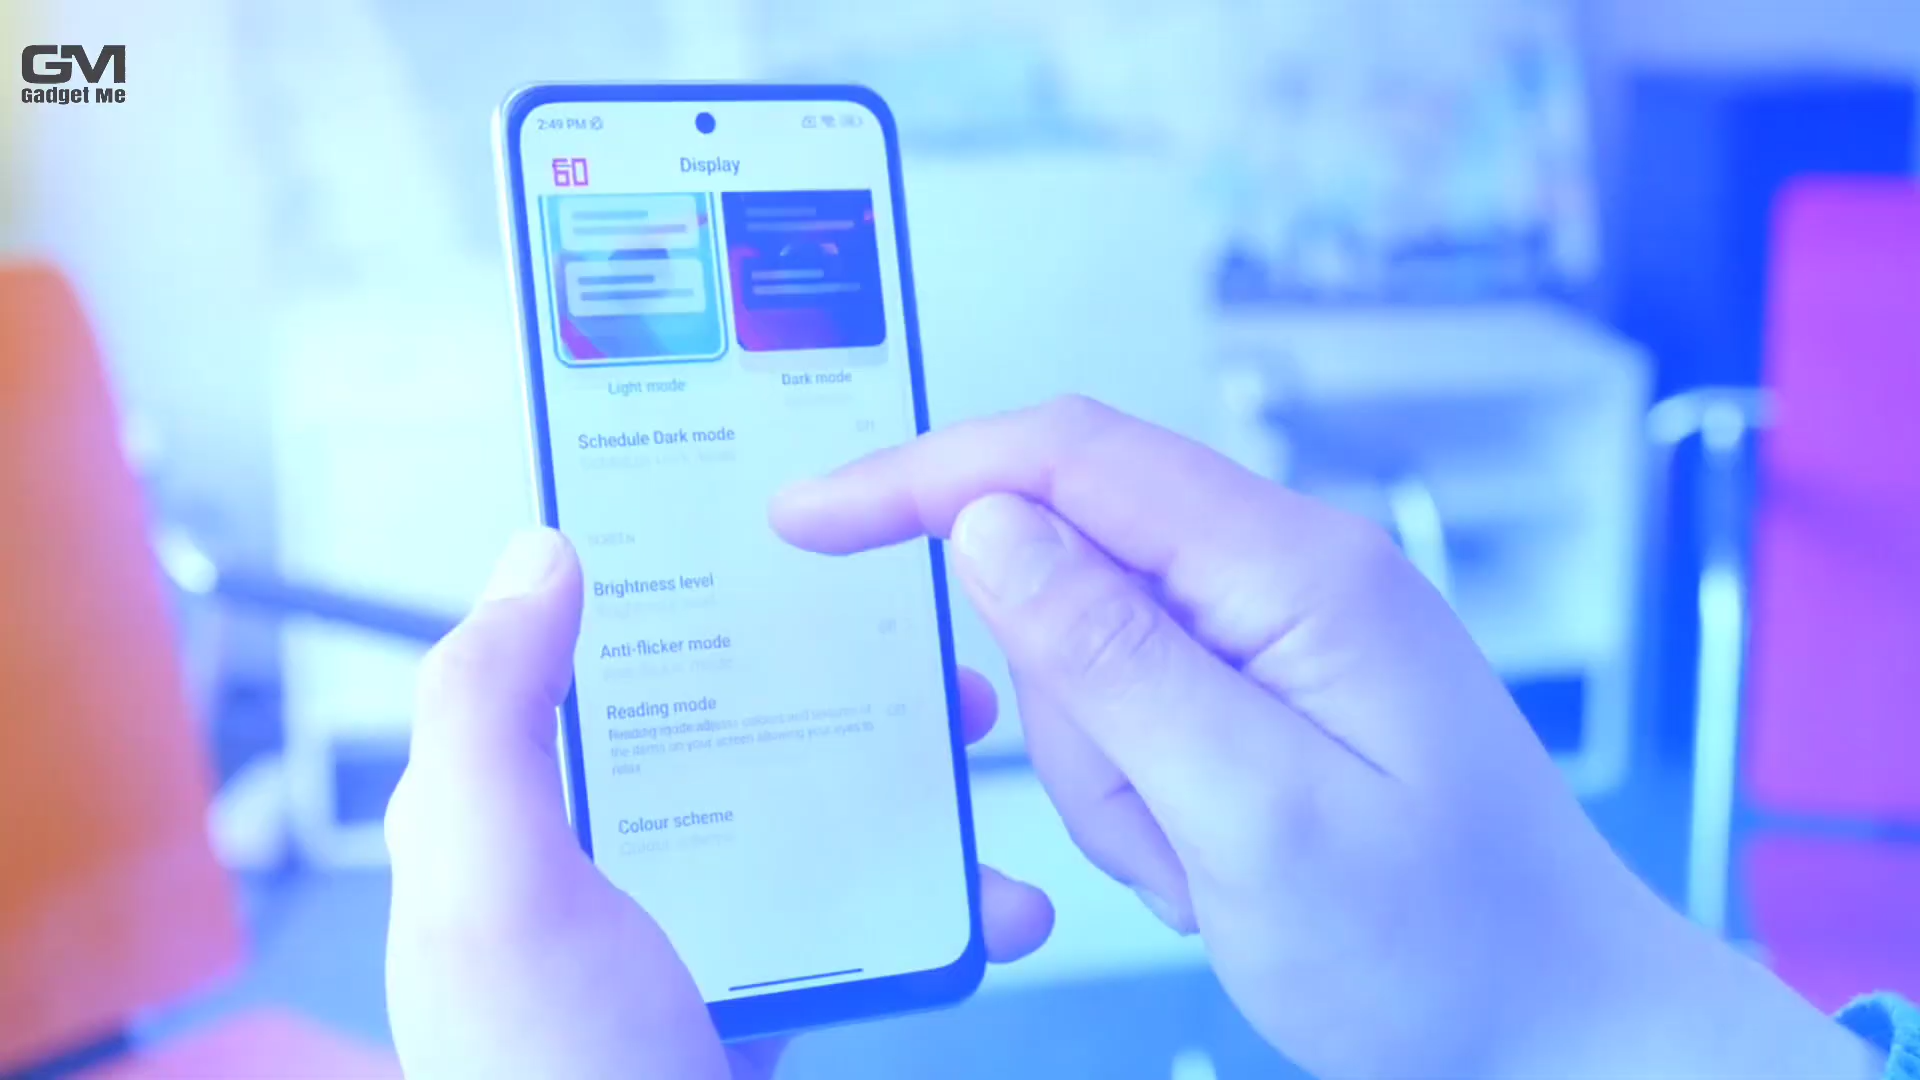 GM
Gadget Me
2:49 PM
60
Display
Light mode
Dark mode
Schedule Dark mode
SCREEN
Brightness level
Anti-flicker mode
Reading mode
Reading mode adjusts colours and textures of
the items on your screen allowing your eyes to
relax
Colour scheme